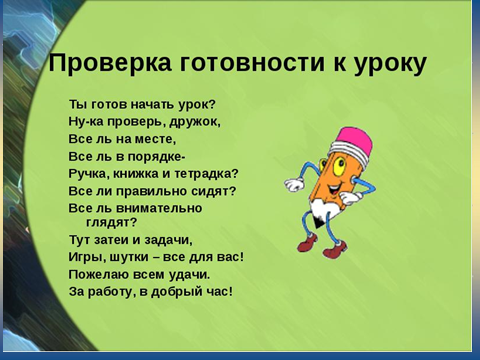 Проверка готовности к уроку
Ты готов начать урок?
Ну-ка проверь, дружок,
Все ль на месте,
Все ль в порядке-
Ручка, книжка и тетрадка?
Все ли правильно сидят?
Все ль внимательно
глядят?
Тут затеи и задачи,
Игры, шутки – все для вас!
Пожелаю всем удачи.
За работу, в добрый час!